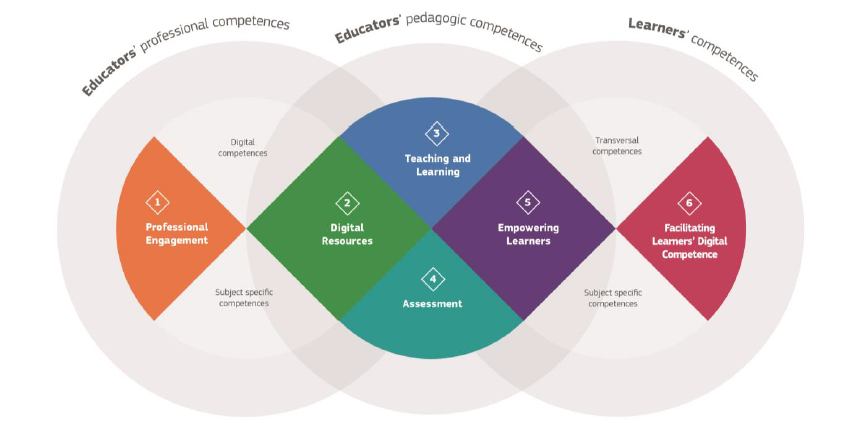 Educators' professional competences
Educators' pedagogic competences
Learners' competences
Digital
competences
Transversal
competences
1
Professional
Engagement
2
Digital
Resources
3
Teaching and
Learning
4
Assessment
5
Empowering
Learners
6
Facilitating
Learners' Digital
Competence
Subject specific
competences
Subject specific
competences